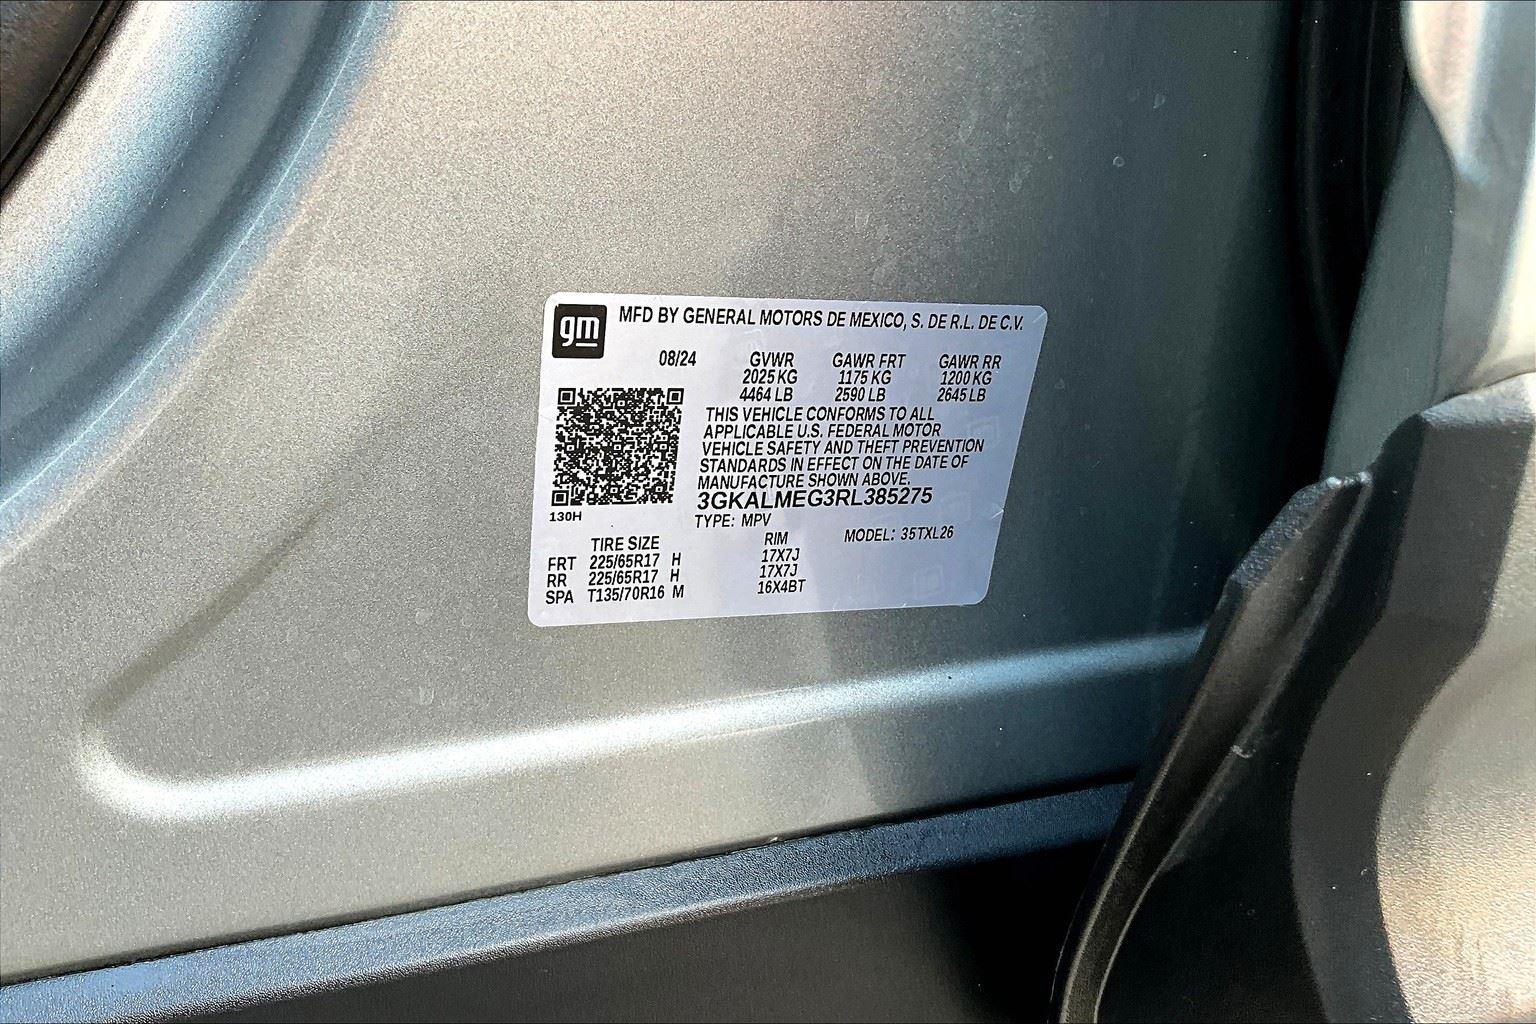 gm
MFD BY GENERAL MOTORS DE MEXICO, S. DE R.L. DE C.V.
08/24 GVWR GAWR FRT GAWR RR
2025 KG 1175 KG 1200 KG
4464 LB 2590 LB 2645 LB
THIS VEHICLE CONFORMS TO ALL
APPLICABLE U.S. FEDERAL MOTOR
VEHICLE SAFETY AND THEFT PREVENTION
STANDARDS IN EFFECT ON THE DATE OF
MANUFACTURE SHOWN ABOVE.
3GKALMEG3RL385275
130H
TYPE: MPV MODEL: 35TXL26
TIRE SIZE RIM
FRT 225/65R17 H 17X7J
RR 225/65R17 H 17X7J
SPA T135/70R16 M 16X4BT